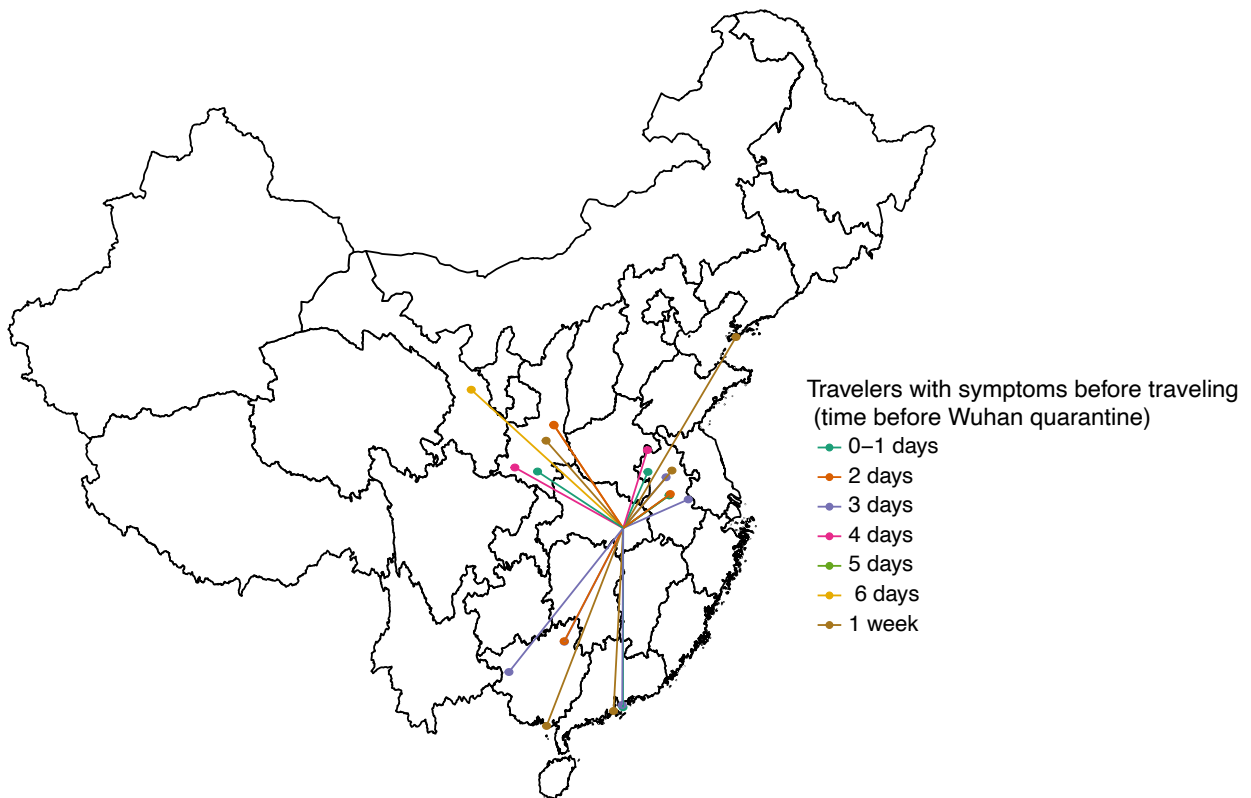 Travelers with symptoms before traveling
(time before Wuhan quarantine)
0–1 days
2 days
3 days
4 days
5 days
6 days
1 week